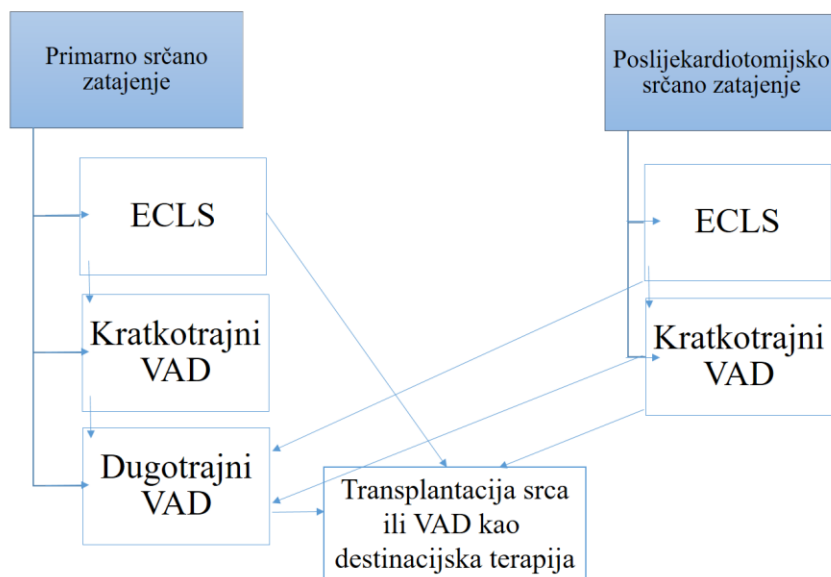 Primarno srčano
zatajenje
Poslijekardiotomijsko
srčano zatajenje
ECLS
ECLS
Kratkotrajni
VAD
Kratkotrajni
VAD
Dugotrajni
VAD
Transplantacija srca
ili VAD kao
destinacijska terapija